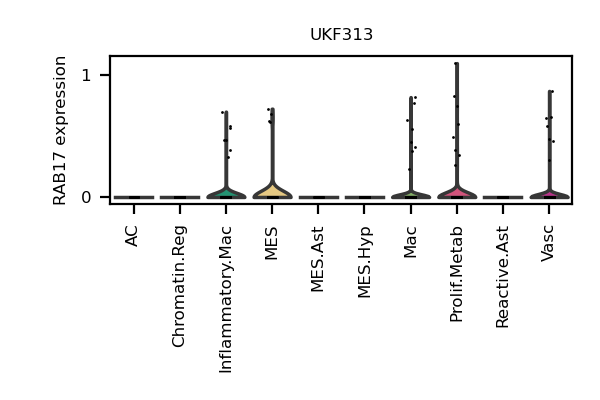 UKF313
RAB17 expression
1
0
AC
Chromatin.Reg
Inflammatory.Mac
MES
MES.Ast
MES.Hyp
Mac
Prolif.Metab
Reactive.Ast
Vasc